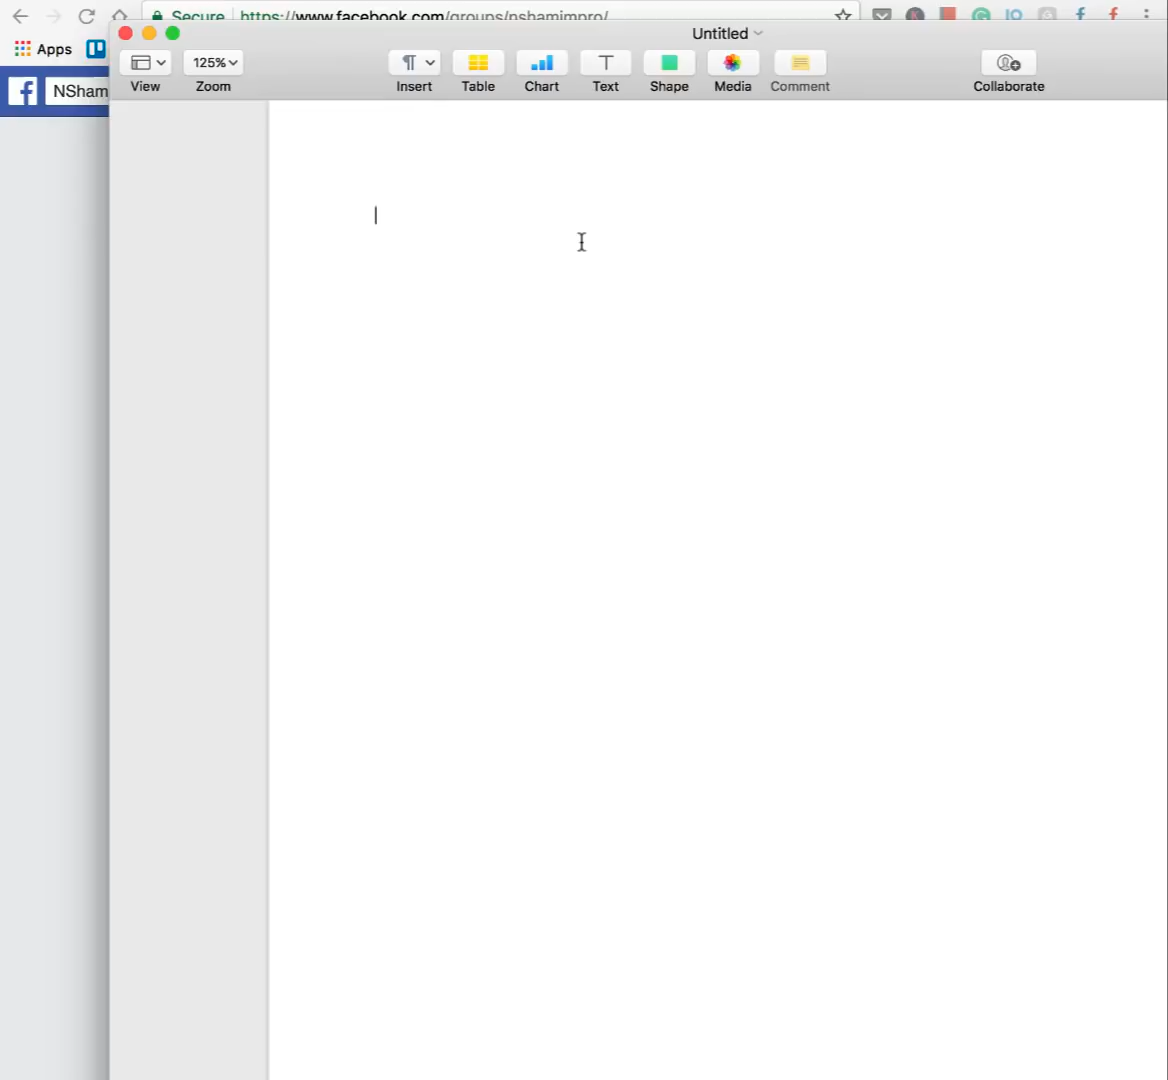 Secure https://www.facebook.com/groups/nshamimpro/
Untitled
Apps
125%
View Zoom Insert Table Chart Text Shape Media Comment Collaborate
NSham